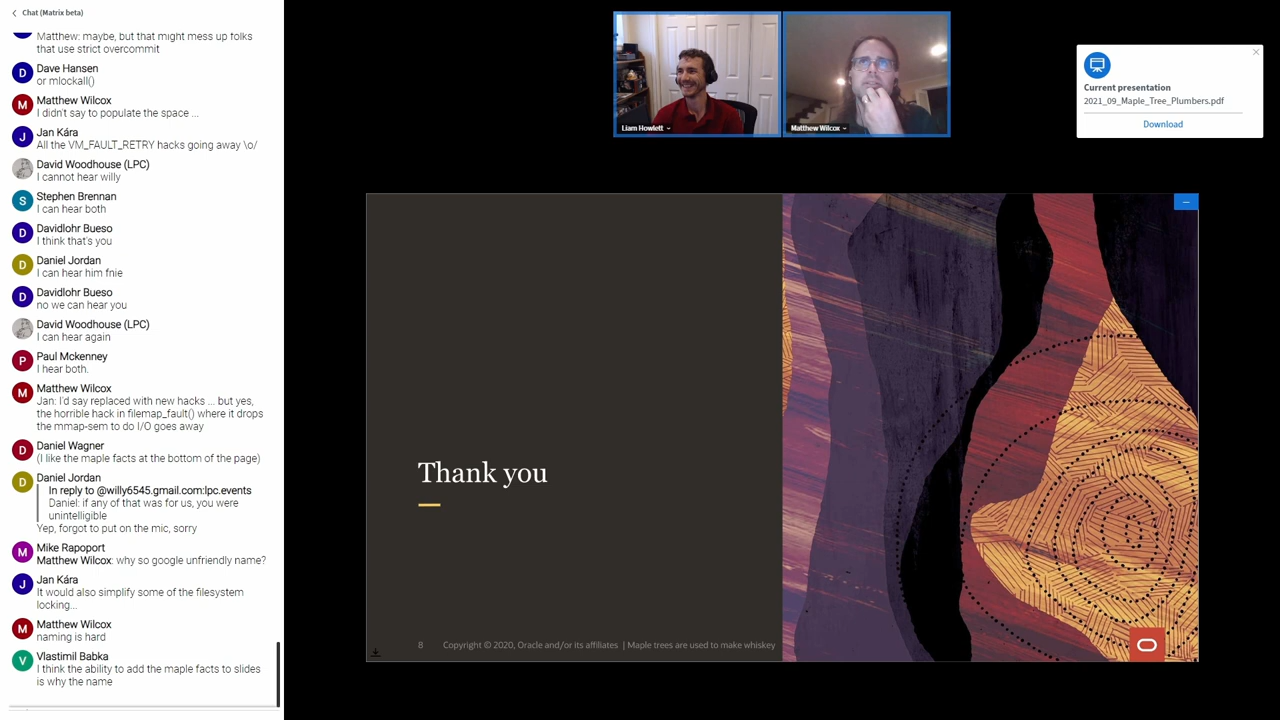 Chat (Matrix beta)
Matthew: maybe, but that might mess up folks
that use strict overcommit
D
Dave Hansen
or mlockall()
M
Matthew Wilcox
I didn't say to populate the space ...
J
Jan Kára
All the VM_FAULT_RETRY hacks going away \o/
David Woodhouse (LPC)
I cannot hear willy
S
Stephen Brennan
I can hear both
D
Davidlohr Bueso
I think that's you
D
Daniel Jordan
I can hear him fnie
D
Davidlohr Bueso
no we can hear you
David Woodhouse (LPC)
I can hear again
P
Paul Mckenney
I hear both.
M
Matthew Wilcox
Jan: I'd say replaced with new hacks ... but yes,
the horrible hack in filemap_fault() where it drops
the mmap-sem to do I/O goes away
D
Daniel Wagner
(I like the maple facts at the bottom of the page)
D
Daniel Jordan
In reply to @willy6545.gmail.com:lpc.events
Daniel: if any of that was for us, you were
unintelligible
Yep, forgot to put on the mic, sorry
M
Mike Rapoport
Matthew Wilcox: why so google unfriendly name?
J
Jan Kára
It would also simplify some of the filesystem
locking...
M
Matthew Wilcox
naming is hard
V
Vlastimil Babka
I think the ability to add the maple facts to slides
is why the name
Liam Howlett
Matthew Wilcox
Current presentation
2021_09_Maple_Tree_Plumbers.pdf
Download
Thank you
8 Copyright © 2020, Oracle and/or its affiliates | Maple trees are used to make whiskey